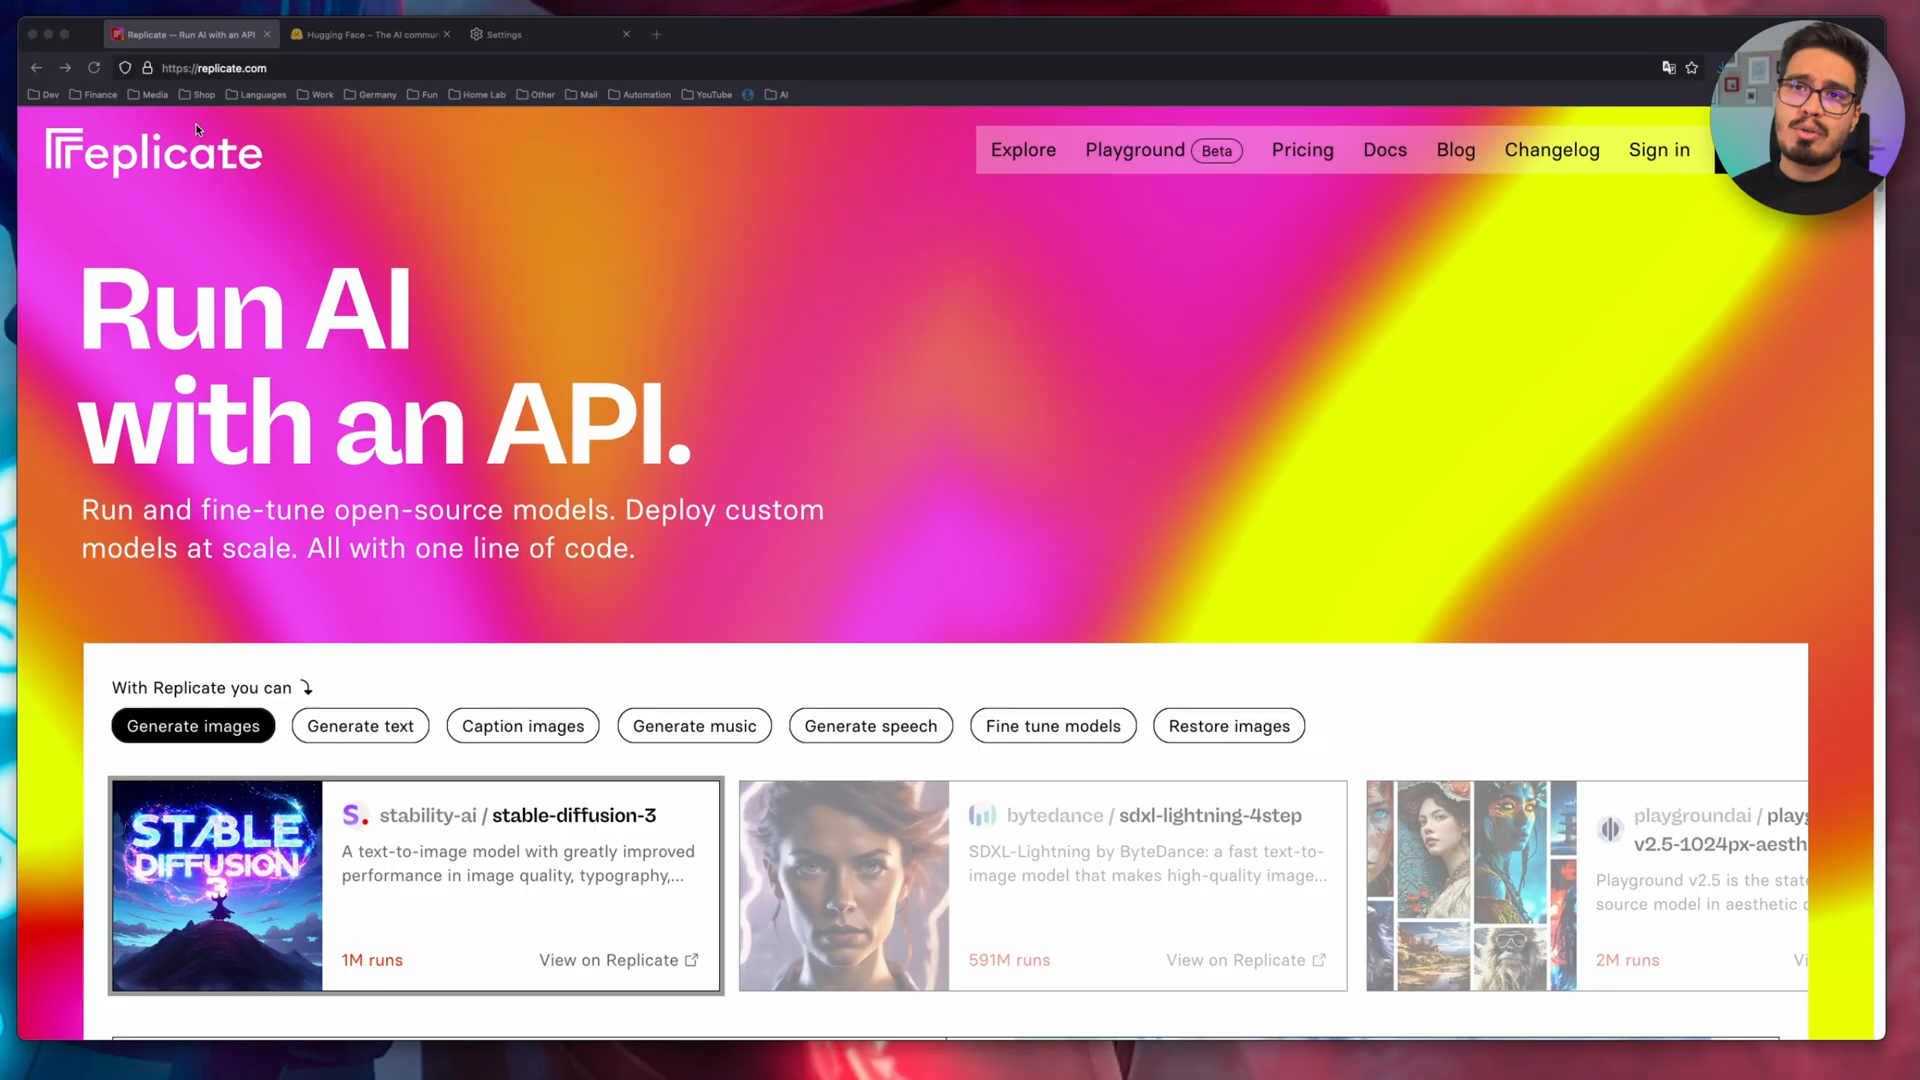 Replicate — Run AI with an API
Hugging Face – The AI commun
Settings
https://replicate.com
Dev
Finance
Media
Shop
Languages
Work
Germany
Fun
Home Lab
Other
Mail
Automation
YouTube
AI
replicate
Explore
Playground
Beta
Pricing
Docs
Blog
Changelog
Sign in
Run AI
with an API.
Run and fine-tune open-source models. Deploy custom
models at scale. All with one line of code.
With Replicate you can
Generate images
Generate text
Caption images
Generate music
Generate speech
Fine tune models
Restore images
STABLE
DIFFUSION
3
stability-ai / stable-diffusion-3
A text-to-image model with greatly improved
performance in image quality, typography,...
1M runs
View on Replicate
bytedance / sdxl-lightning-4step
SDXL-Lightning by ByteDance: a fast text-to-
image model that makes high-quality image...
591M runs
View on Replicate
playgroundai / play
v2.5-1024px-aesth
Playground v2.5 is the stat
source model in aesthetic
2M runs
Vi